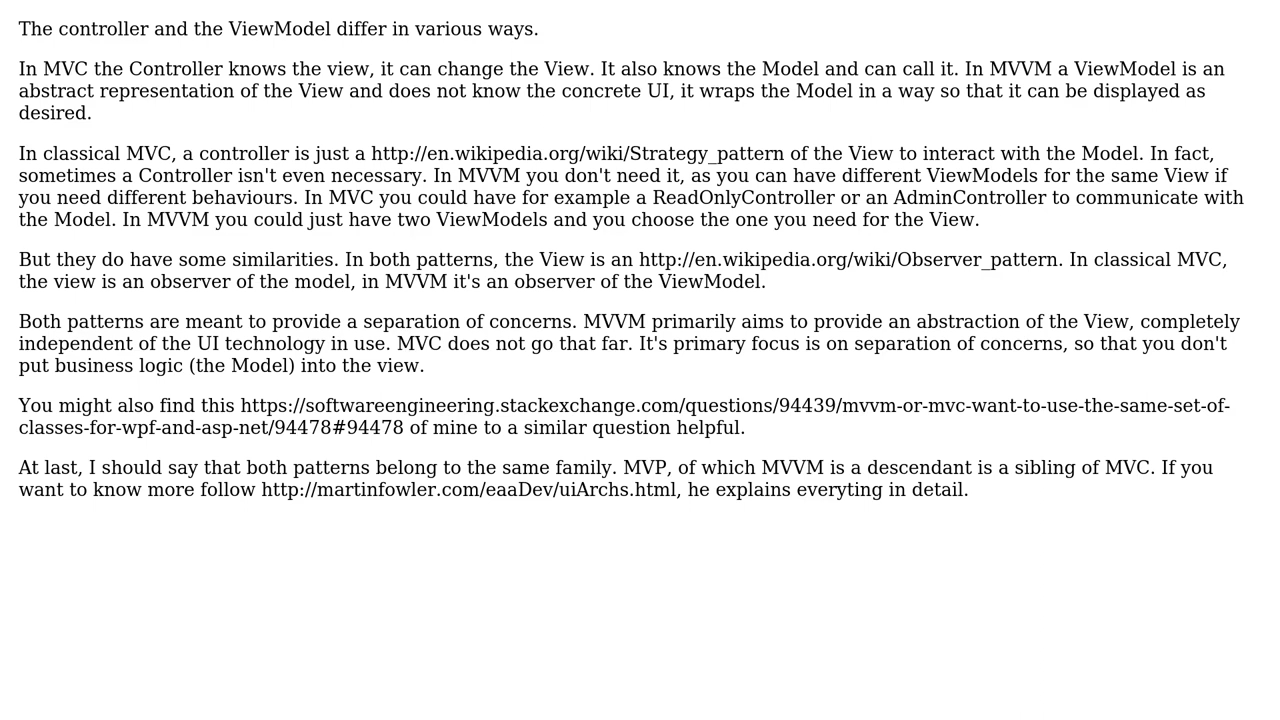 The controller and the ViewModel differ in various ways.
In MVC the Controller knows the view, it can change the View. It also knows the Model and can call it. In MVVM a ViewModel is an
abstract representation of the View and does not know the concrete UI, it wraps the Model in a way so that it can be displayed as
desired.
In classical MVC, a controller is just a http://en.wikipedia.org/wiki/Strategy_pattern of the View to interact with the Model. In fact,
sometimes a Controller isn't even necessary. In MVVM you don't need it, as you can have different ViewModels for the same View if
you need different behaviours. In MVC you could have for example a ReadOnlyController or an AdminController to communicate with
the Model. In MVVM you could just have two ViewModels and you choose the one you need for the View.
But they do have some similarities. In both patterns, the View is an http://en.wikipedia.org/wiki/Observer_pattern. In classical MVC,
the view is an observer of the model, in MVVM it's an observer of the ViewModel.
Both patterns are meant to provide a separation of concerns. MVVM primarily aims to provide an abstraction of the View, completely
independent of the UI technology in use. MVC does not go that far. It's primary focus is on separation of concerns, so that you don't
put business logic (the Model) into the view.
You might also find this https://softwareengineering.stackexchange.com/questions/94439/mvvm-or-mvc-want-to-use-the-same-set-of-
classes-for-wpf-and-asp-net/94478#94478 of mine to a similar question helpful.
At last, I should say that both patterns belong to the same family. MVP, of which MVVM is a descendant is a sibling of MVC. If you
want to know more follow http://martinfowler.com/eaaDev/uiArchs.html, he explains everyting in detail.